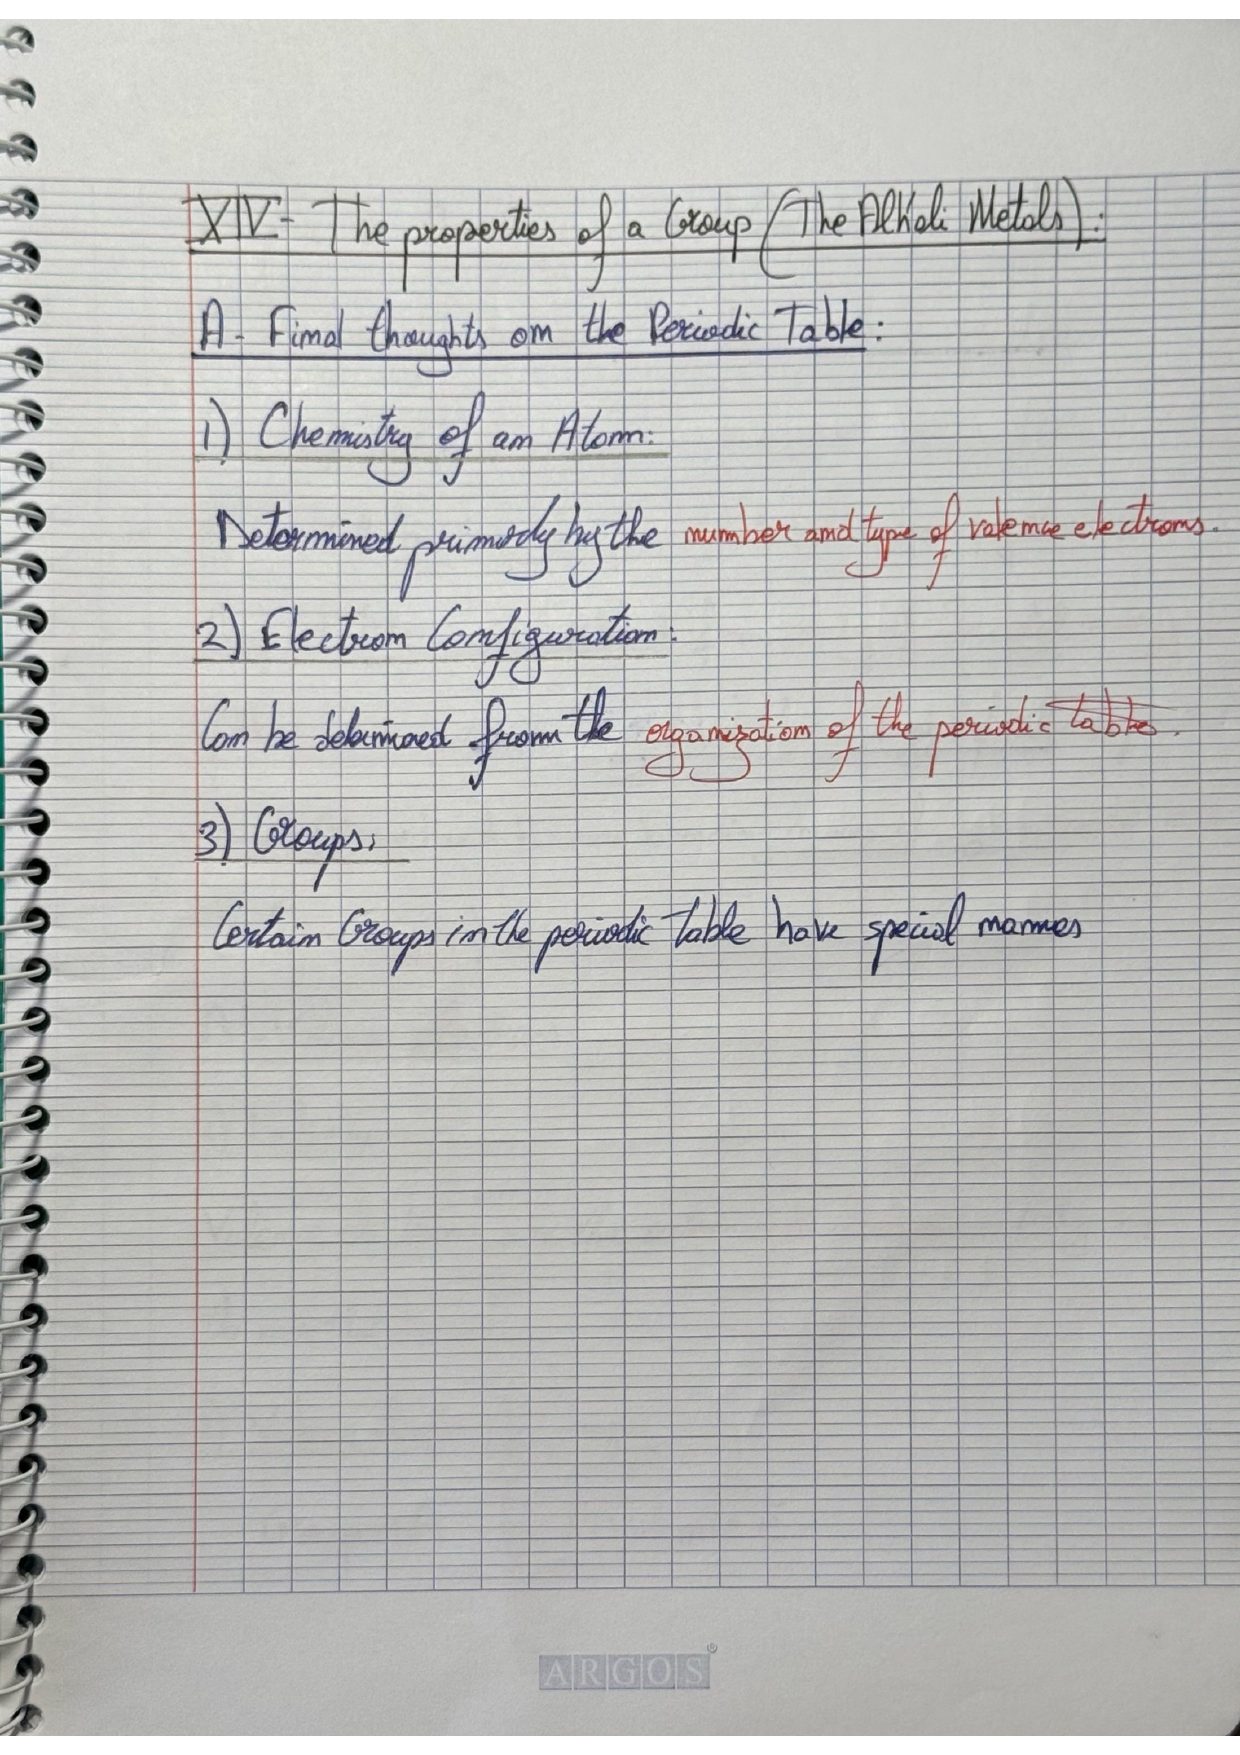 XIV- The properties of a Group (The Alkali Metals):
A- Final thoughts on the Periodic Table:
1) Chemistry of an Atom:
Determined primarly by the number and type of valence electrons.
2) Electron Configuration:
Can be determined from the organization of the periodic table.
3) Groups:
Certain Groups in the periodic table have special names
ARGOS®